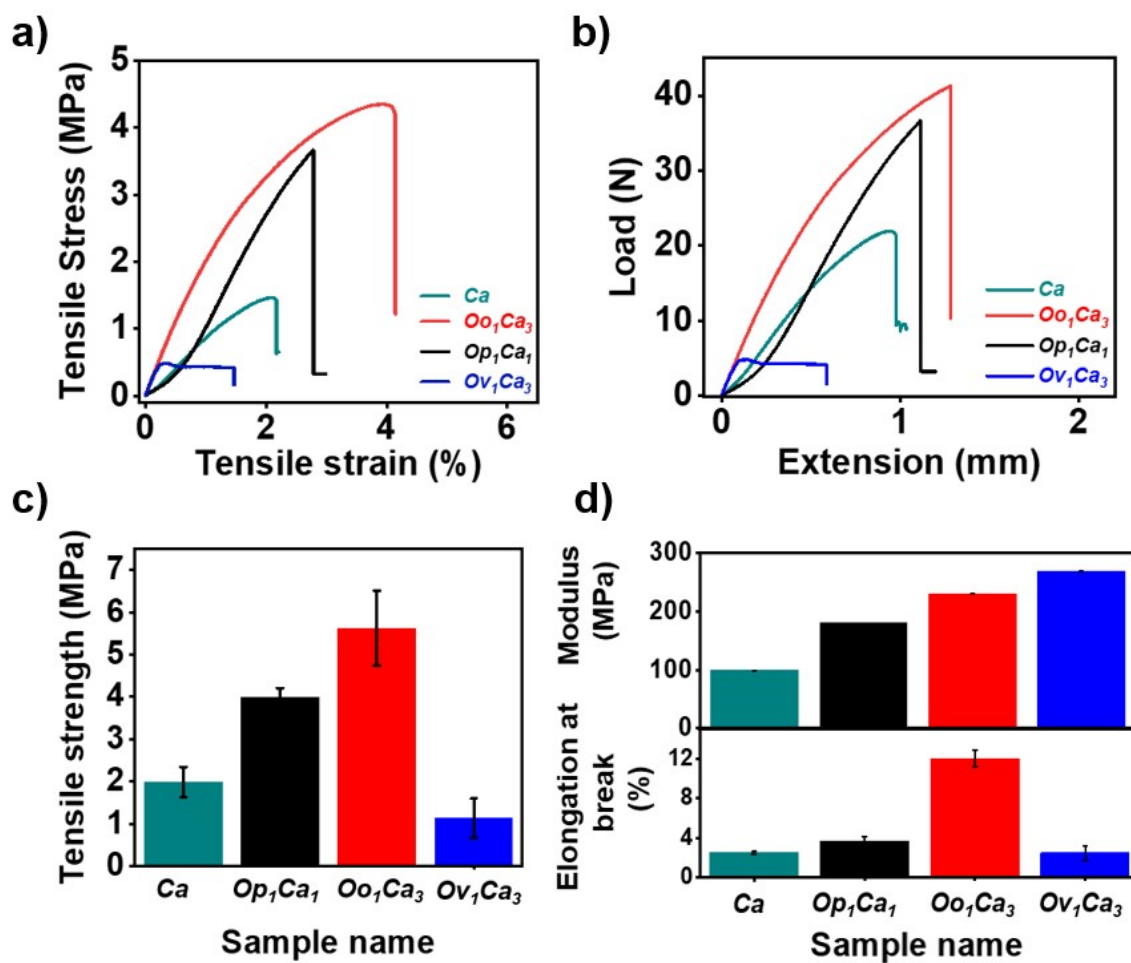 a)
Tensile Stress (MPa)
5
4
3
2
1
0
0 2 4 6
Tensile strain (%)
Ca
Oo₁Ca₃
Op₁Ca₁
Ov₁Ca₃
b)
Load (N)
40
30
20
10
0
0 1 2
Extension (mm)
Ca
Oo₁Ca₃
Op₁Ca₁
Ov₁Ca₃
c)
Tensile strength (MPa)
7
6
5
4
3
2
1
0
Ca Op₁Ca₁ Oo₁Ca₃ Ov₁Ca₃
Sample name
d)
Modulus
(MPa)
300
200
100
0
Elongation at
break
(%)
12
8
4
0
Ca Op₁Ca₁ Oo₁Ca₃ Ov₁Ca₃
Sample name